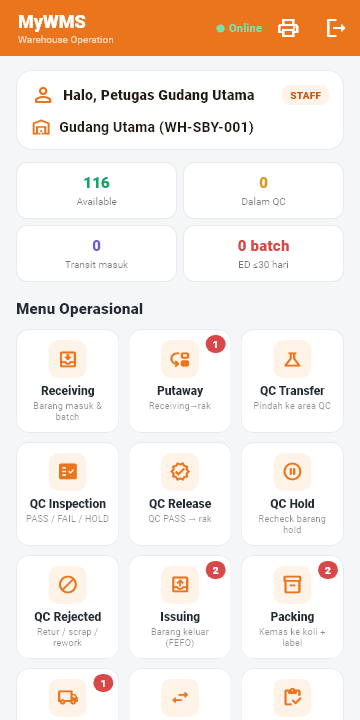 MyWMS
Warehouse Operation
Online
Halo, Petugas Gudang Utama
STAFF
Gudang Utama (WH-SBY-001)
116
Available
0
Dalam QC
0
Transit masuk
0 batch
ED ≤30 hari
Menu Operasional
Receiving
Barang masuk &
batch
1
Putaway
Receiving→rak
QC Transfer
Pindah ke area QC
QC Inspection
PASS / FAIL / HOLD
QC Release
QC PASS → rak
QC Hold
Recheck barang
hold
QC Rejected
Retur / scrap /
rework
2
Issuing
Barang keluar
(FEFO)
2
Packing
Kemas ke koli +
label
1